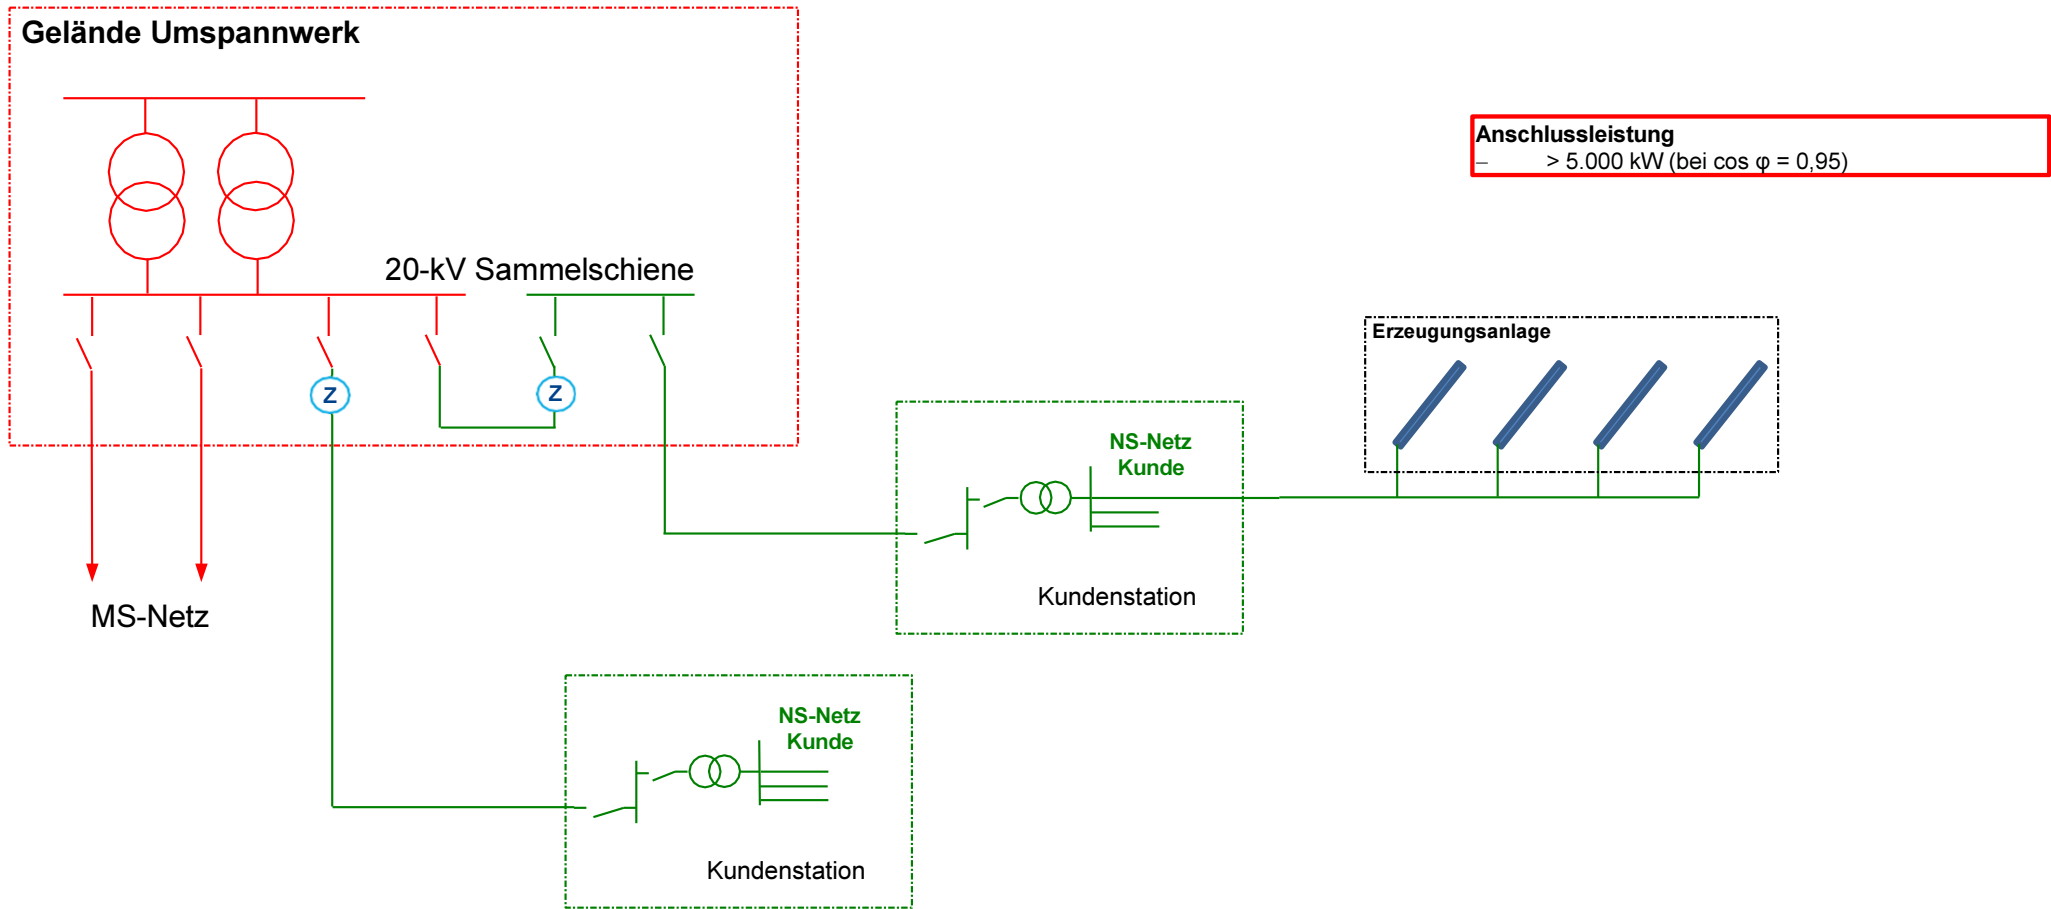 Gelände Umspannwerk
Anschlussleistung
– > 5.000 kW (bei cos φ = 0,95)
20-kV Sammelschiene
Erzeugungsanlage
Z
Z
NS-Netz
Kunde
Kundenstation
MS-Netz
NS-Netz
Kunde
Kundenstation